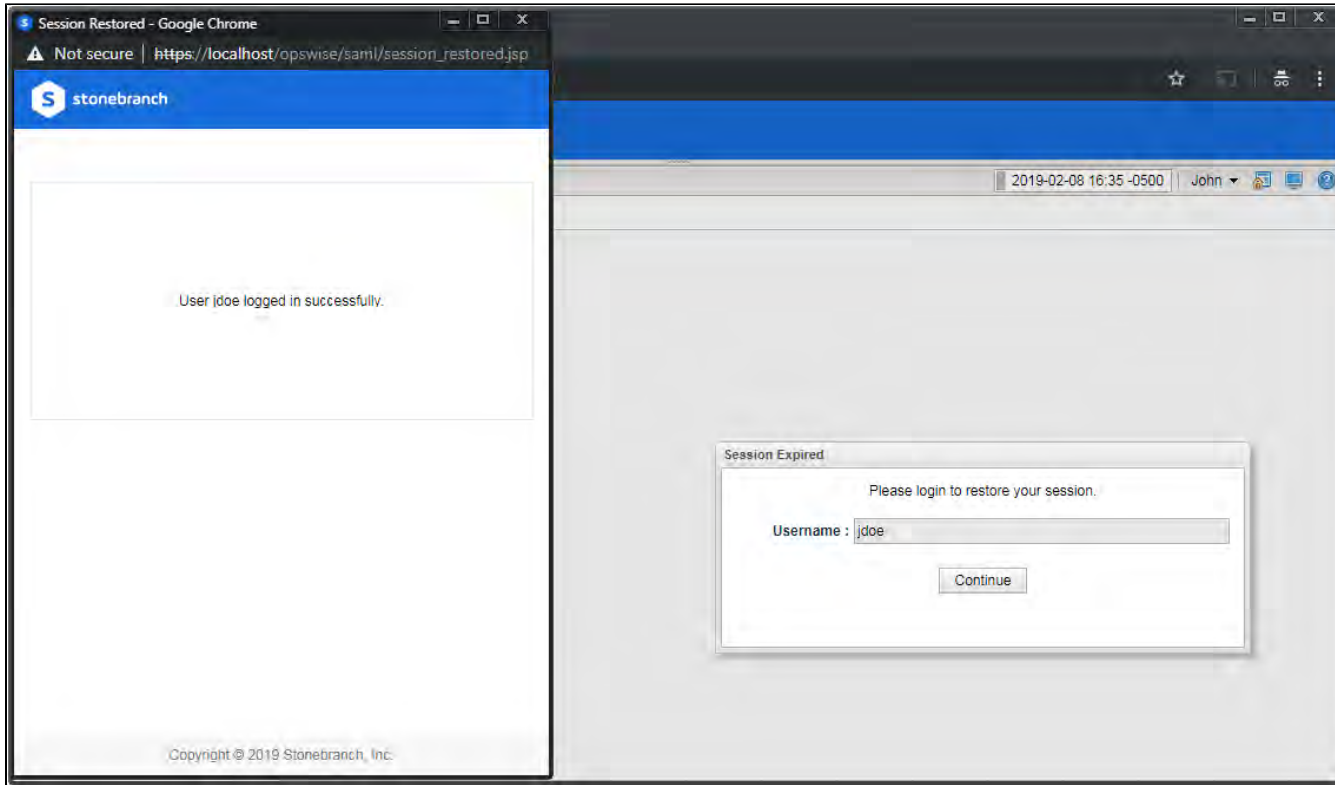 Session Restored - Google Chrome
Not secure | https://localhost/opswise/saml/session_restored.jsp
stonebranch
User jdoe logged in successfully.
Copyright © 2019 Stonebranch, Inc.
2019-02-08 16:35 -0500 John
Session Expired
Please login to restore your session.
Username : jdoe
Continue